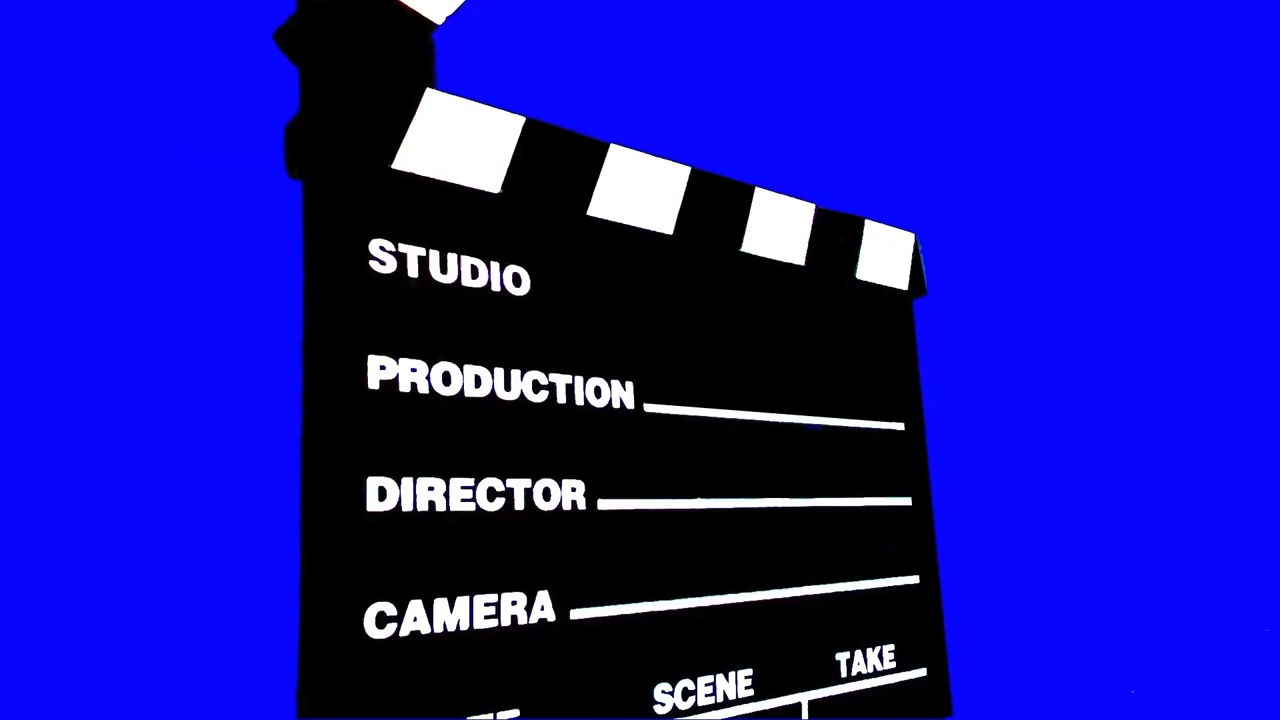 STUDIO
PRODUCTION
DIRECTOR
CAMERA
SCENE TAKE